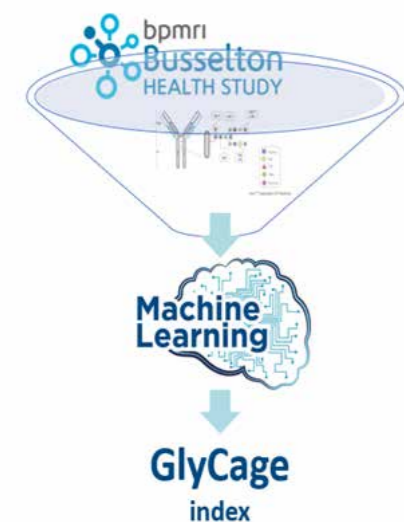 bpmri
Busselton
HEALTH STUDY
Machine
Learning
GlyCage
index